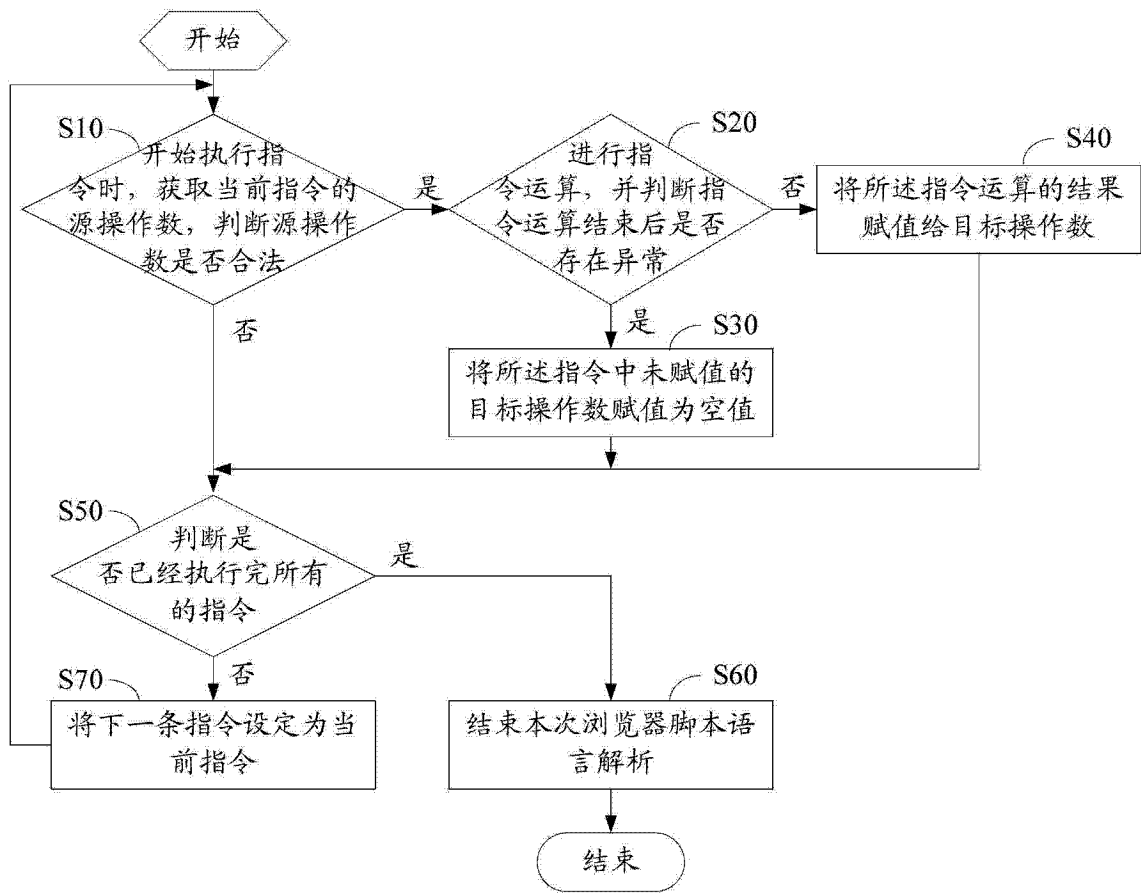 开始
S10
开始执行指
令时，获取当前指令的
源操作数，判断源操作
数是否合法
是
否
S20
进行指
令运算，并判断指
令运算结束后是否
存在异常
否
是
S40
将所述指令运算的结果
赋值给目标操作数
S30
将所述指令中未赋值的
目标操作数赋值为空值
S50
判断是
否已经执行完所有
的指令
是
否
S70
将下一条指令设定为当
前指令
S60
结束本次浏览器脚本语
言解析
结束